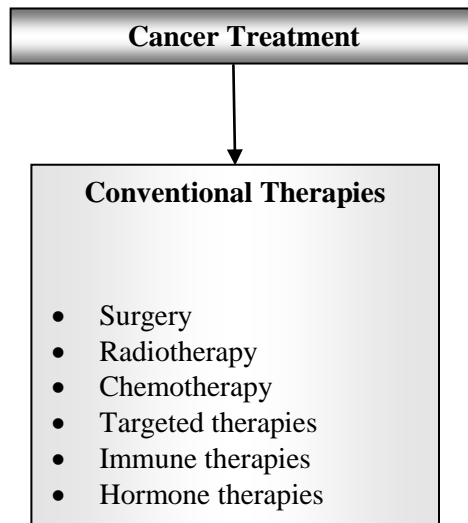 Cancer Treatment
Conventional Therapies
• Surgery
• Radiotherapy
• Chemotherapy
• Targeted therapies
• Immune therapies
• Hormone therapies